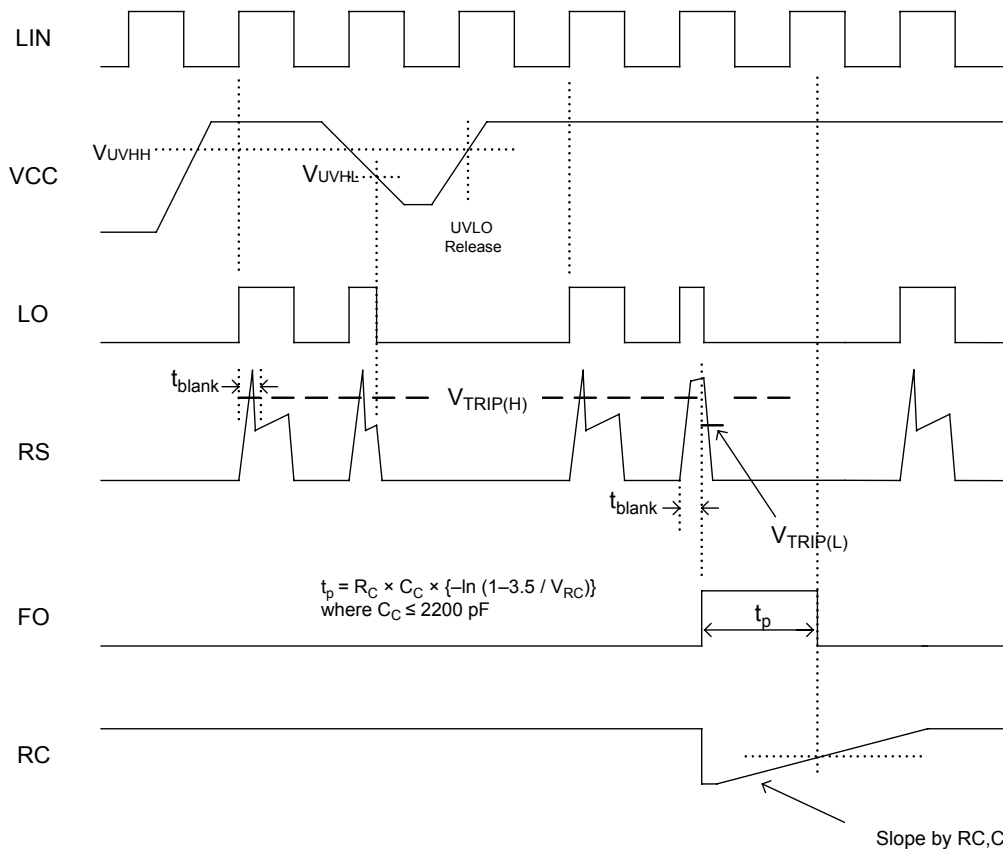 LIN
VUVHH
VCC
VUVHL
UVLO
Release
LO
tblank
VTRIP(H)
RS
tblank
VTRIP(L)
tp = RC × CC × {–ln (1–3.5 / VRC)}
where CC ≤ 2200 pF
FO
tp
RC
Slope by RC,C